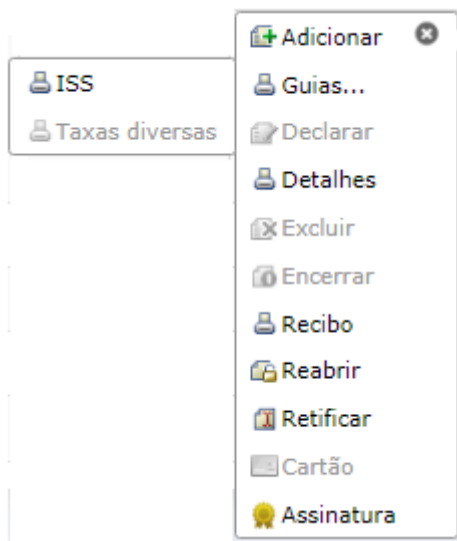 Adicionar
Guias...
ISS
Taxas diversas
Declarar
Detalhes
Excluir
Encerrar
Recibo
Reabrir
Retificar
Cartão
Assinatura